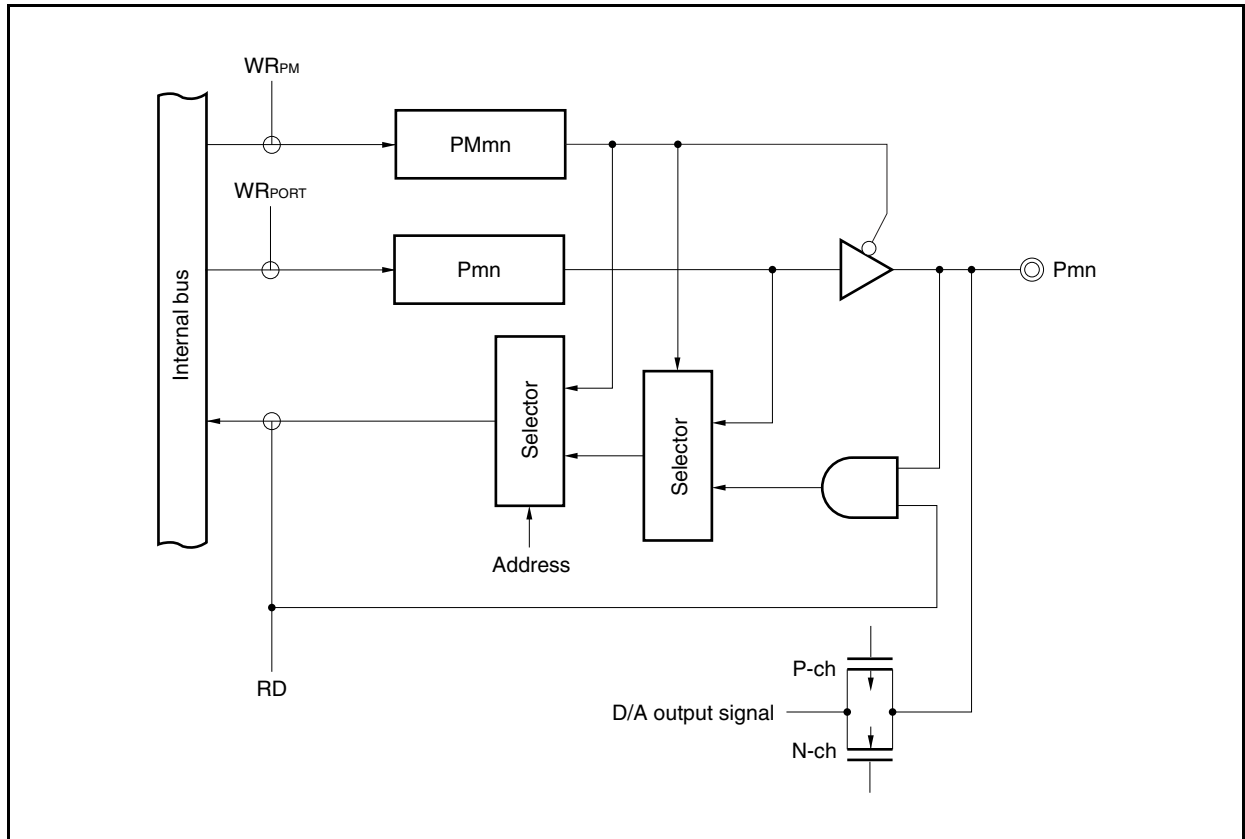 WRPM
PMmn
WRPORT
Pmn
Pmn
Internal bus
Selector
Selector
Address
RD
P-ch
D/A output signal
N-ch